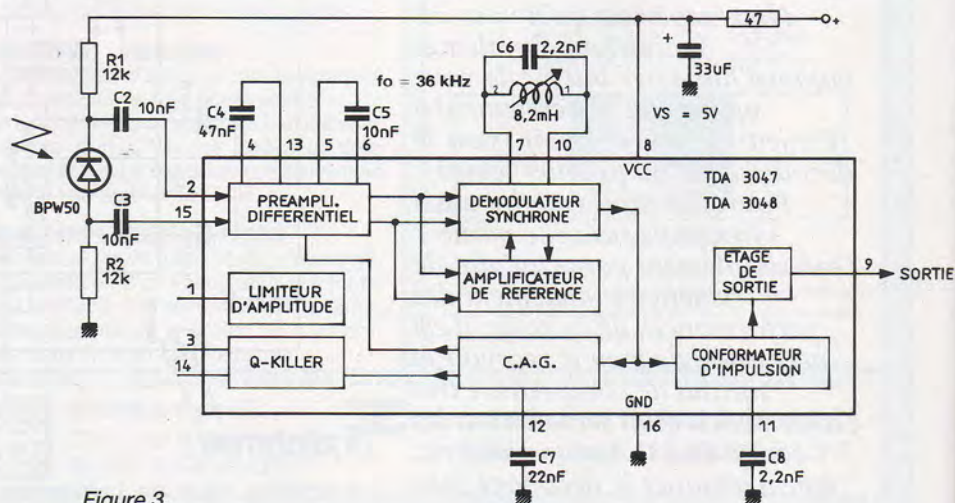 47
+
R1
12k
C2
10nF
C6
2,2nF
+
33uF
fo = 36 kHz
2
1
8,2mH
VS = 5V
C4
47nF
C5
10nF
4
13
5
6
7
10
8
VCC
TDA 3047
TDA 3048
BPW50
2
15
PREAMPLI.
DIFFERENTIEL
DEMODULATEUR
SYNCHRONE
C3
10nF
R2
12K
ETAGE
DE
SORTIE
9
SORTIE
1
LIMITEUR
D'AMPLITUDE
AMPLIFICATEUR
DE REFERENCE
3
14
Q-KILLER
C.A.G.
CONFORMATEUR
D'IMPULSION
GND
12
16
11
C7
22nF
C8
2,2nF
Figure 3